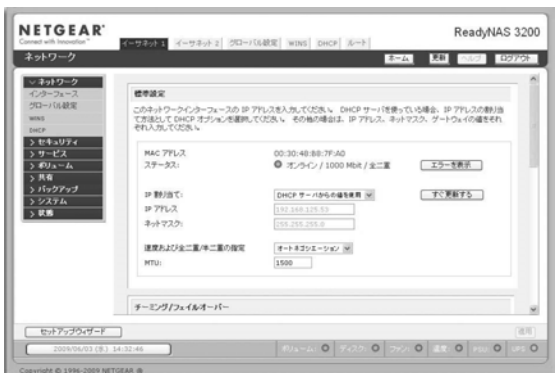 NETGEAR
Connect with Innovation
ReadyNAS 3200
イーサネット 1 イーサネット 2 グローバル設定 WINS DHCP ルート
ネットワーク
ホーム 更新 ヘルプ ログアウト
ネットワーク
インターフェース
グローバル設定
WINS
DHCP
> セキュリティ
> サービス
> ボリューム
> 共有
> バックアップ
> システム
> 状態
標準設定
このネットワークインターフェースの IP アドレスを入力してください。 DHCP サーバを使っている場合、IP アドレスの割り当
て方法として DHCP オプションを選択してください。 その他の場合は、IP アドレス、ネットマスク、ゲートウェイの値をそれ
ぞれ入力してください。
MAC アドレス 00:30:48:B8:7F:A0
ステータス: オンライン / 1000 Mbit / 全二重 エラーを表示
IP 割り当て: DHCP サーバからの値を使用 すぐ更新する
IP アドレス 192.168.125.53
ネットマスク: 255.255.255.0
速度および全二重/半二重の指定 オートネゴシエーション
MTU: 1500
チーミング/フェイルオーバー
セットアップウィザード 適用
2009/06/03 (水) 14:32:46 ボリューム: ディスク: ファン: 温度: PSU: UPS
Copyright © 1996-2009 NETGEAR ®